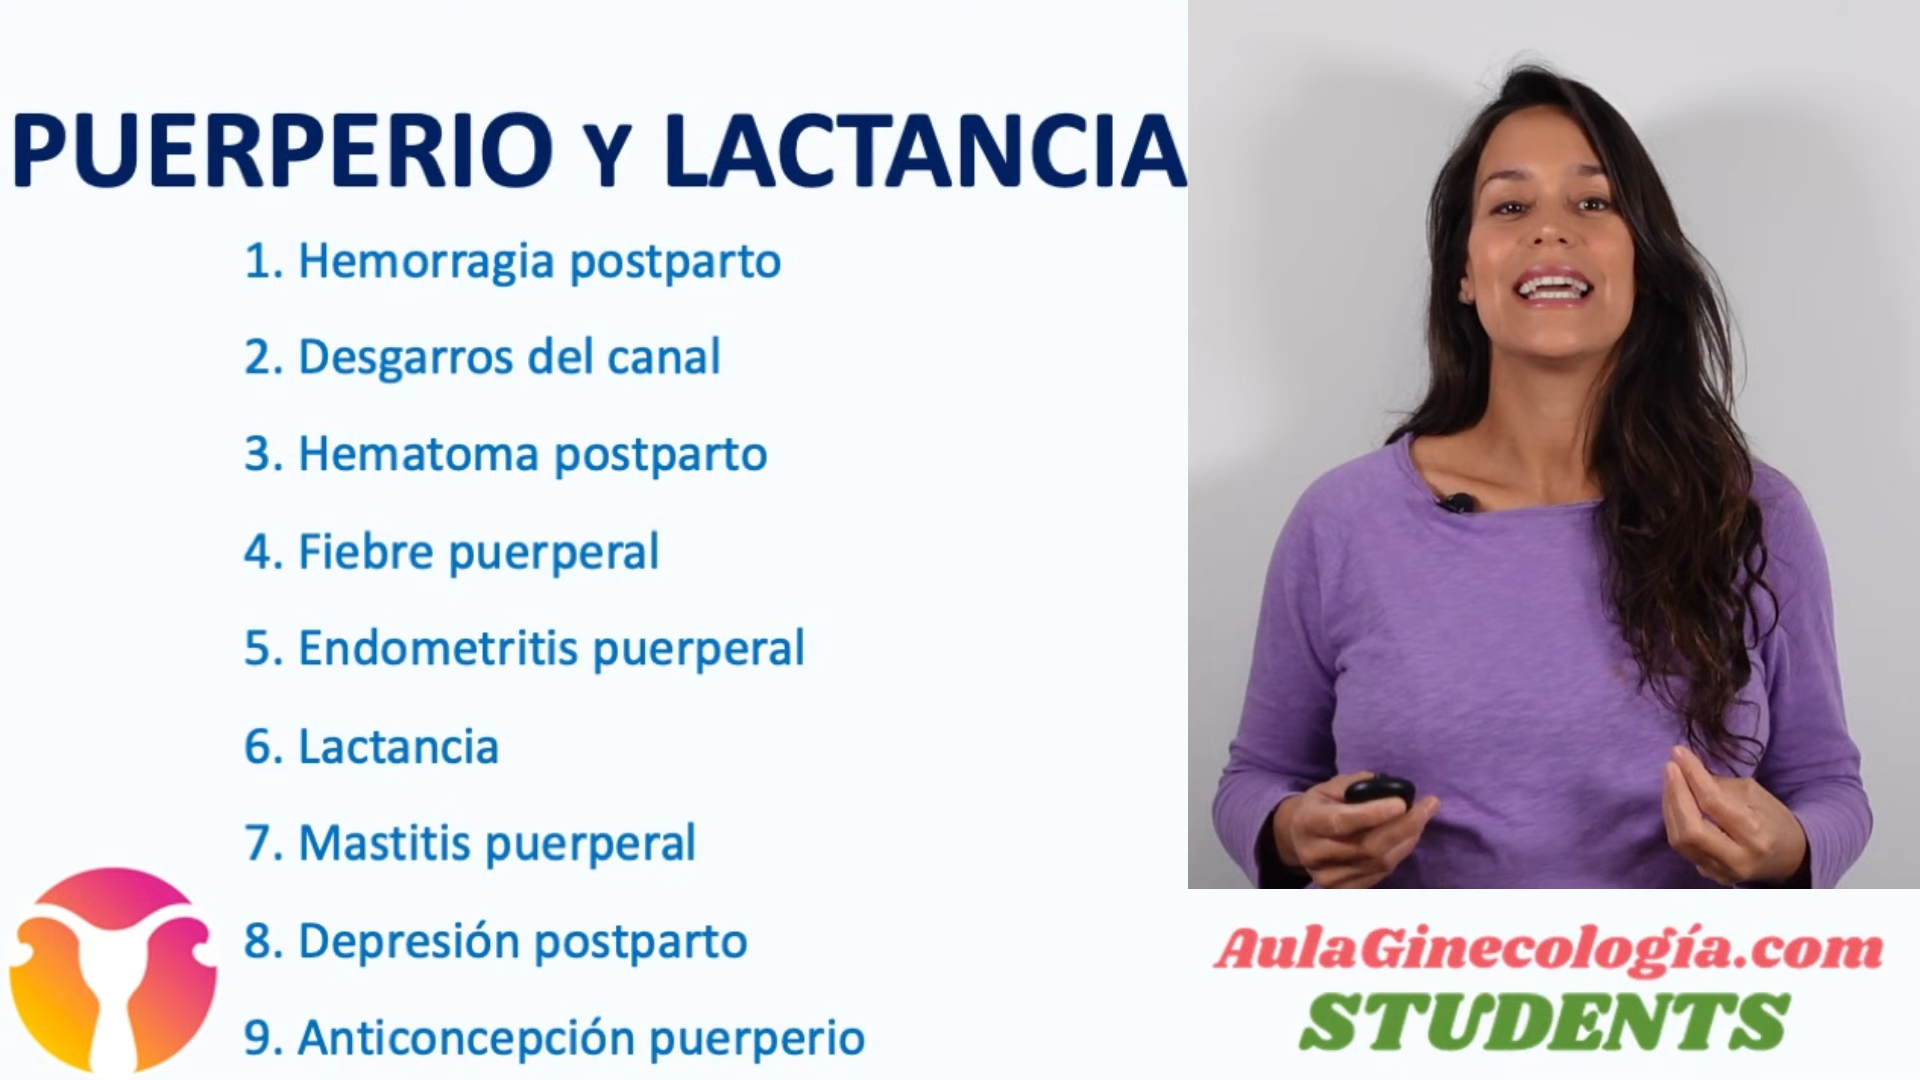 PUERPERIO Y LACTANCIA
1. Hemorragia postparto
2. Desgarros del canal
3. Hematoma postparto
4. Fiebre puerperal
5. Endometritis puerperal
6. Lactancia
7. Mastitis puerperal
8. Depresión postparto
9. Anticoncepción puerperio
AulaGinecología.com
STUDENTS